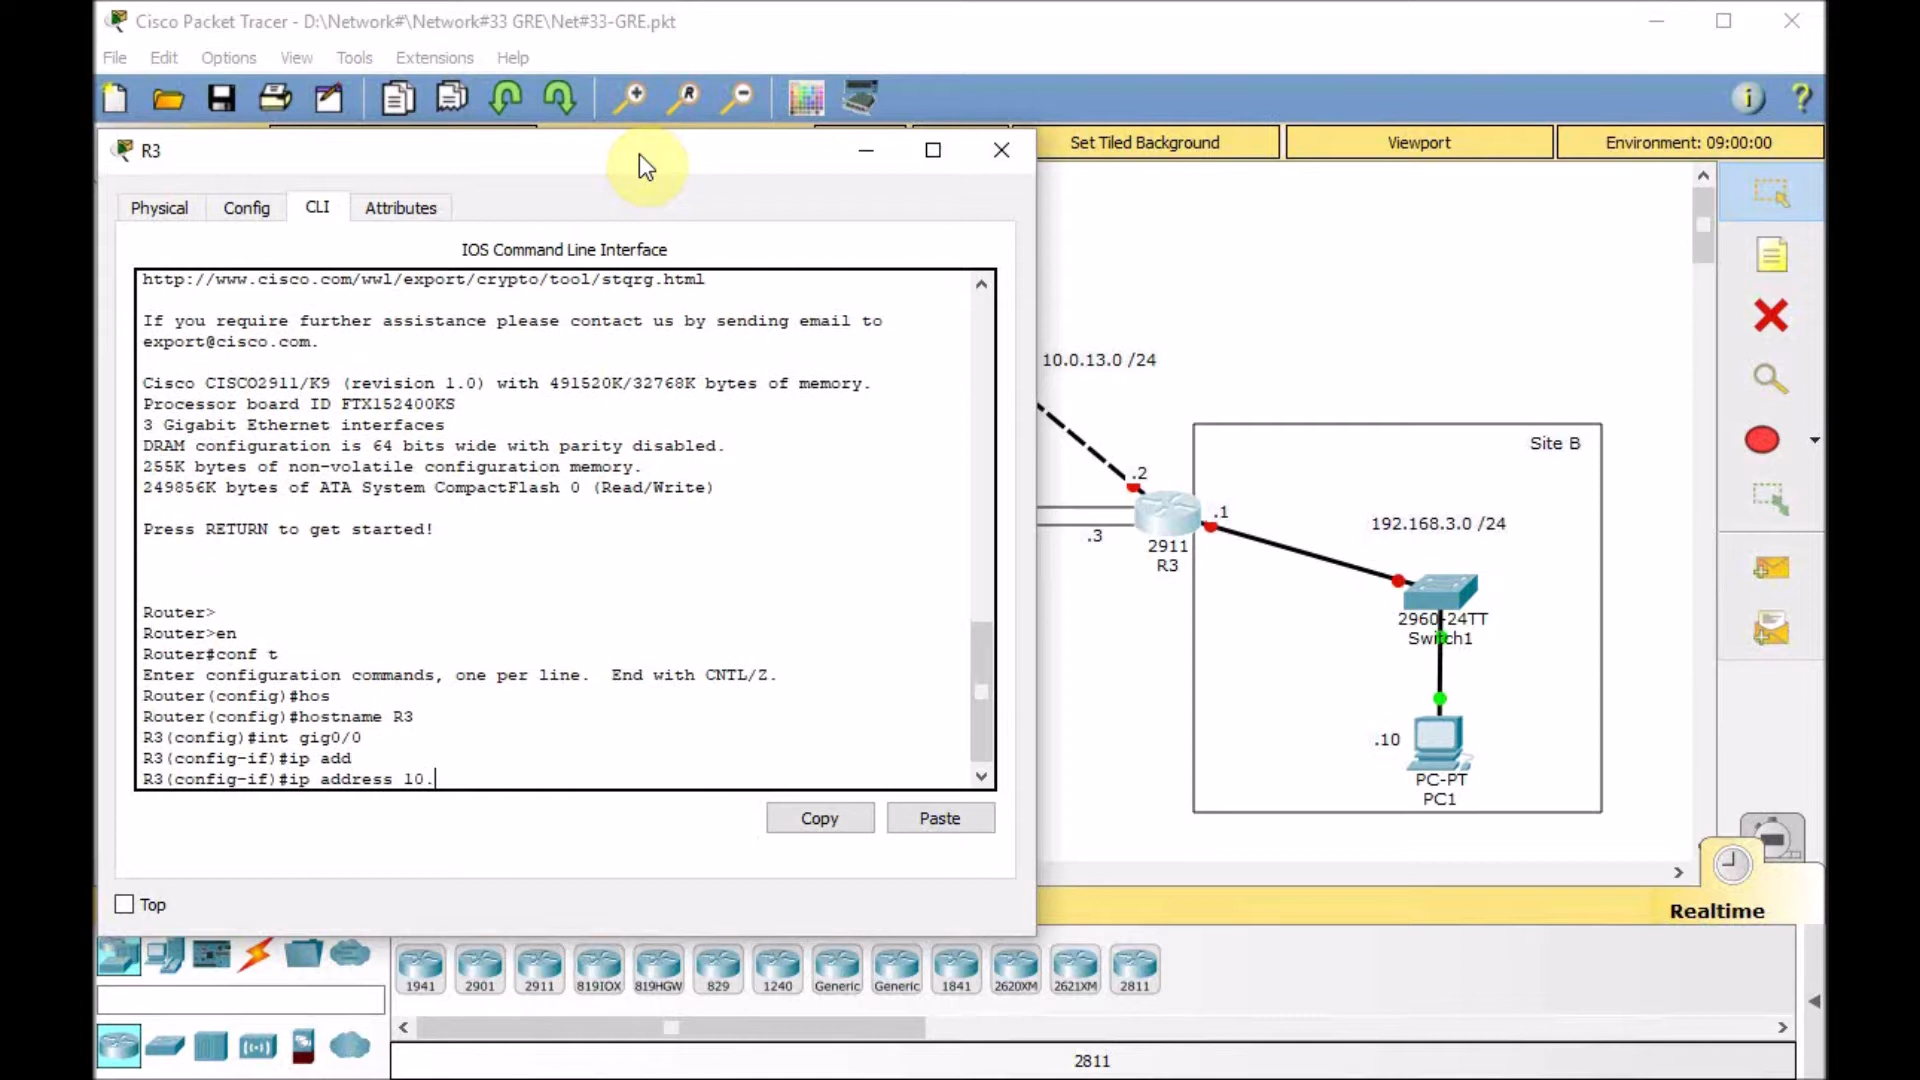 Cisco Packet Tracer - D:\Network#\Network#33 GRE\Net#33-GRE.pkt
File Edit Options View Tools Extensions Help
R
i
?
Set Tiled Background
Viewport
Environment: 09:00:00
R3
Physical
Config
CLI
Attributes
IOS Command Line Interface
http://www.cisco.com/wwl/export/crypto/tool/stqrg.html
If you require further assistance please contact us by sending email to
export@cisco.com.
Cisco CISCO2911/K9 (revision 1.0) with 491520K/32768K bytes of memory.
Processor board ID FTX152400KS
3 Gigabit Ethernet interfaces
DRAM configuration is 64 bits wide with parity disabled.
255K bytes of non-volatile configuration memory.
249856K bytes of ATA System CompactFlash 0 (Read/Write)
Press RETURN to get started!
Router>
Router>en
Router#conf t
Enter configuration commands, one per line.  End with CNTL/Z.
Router(config)#hos
Router(config)#hostname R3
R3(config)#int gig0/0
R3(config-if)#ip add
R3(config-if)#ip address 10.
Copy
Paste
Top
10.0.13.0 /24
.2
.1
.3
2911
R3
Site B
192.168.3.0 /24
2960-24TT
Switch1
.10
PC-PT
PC1
Realtime
1941
2901
2911
819IOX
819HGW
829
1240
Generic
Generic
1841
2620XM
2621XM
2811
2811